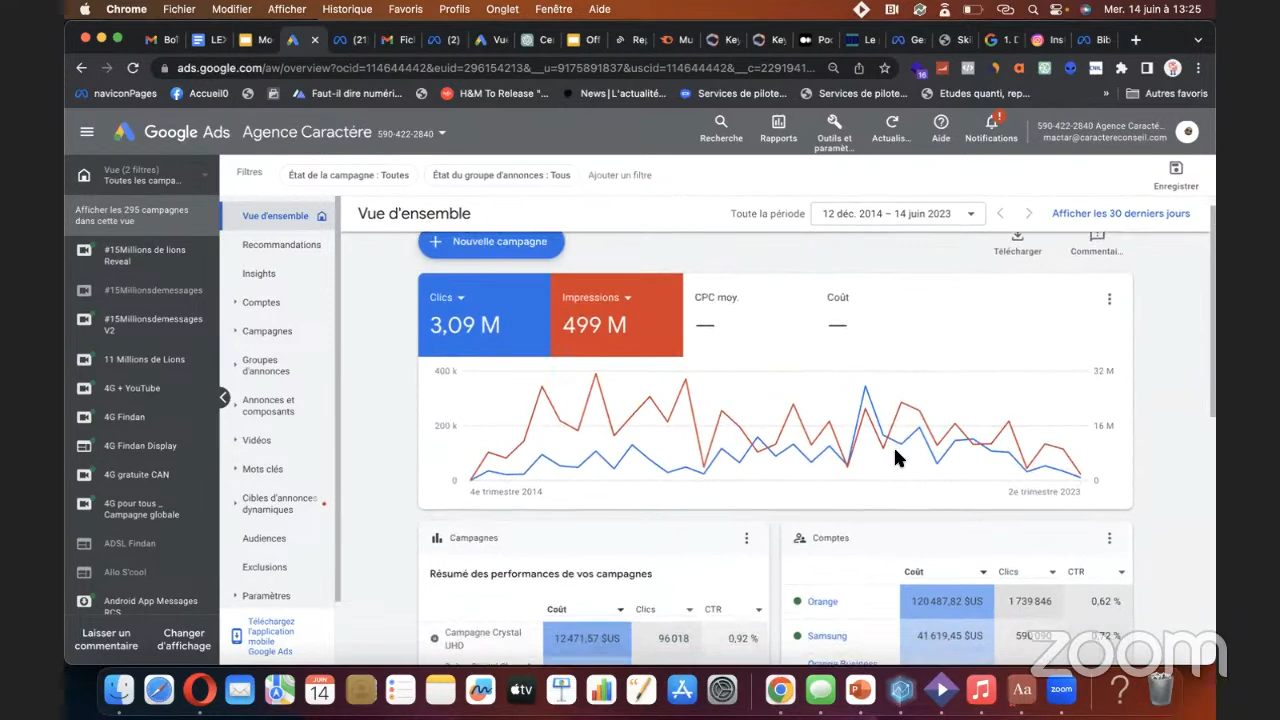 Chrome Fichier Modifier Afficher Historique Favoris Profils Onglet Fenêtre Aide Mer. 14 juin à 13:25
ads.google.com/aw/overview?ocid=114644442&euid=296154213&__u=9175891837&uscid=114644442&__c=2291941...
naviconPages Accueil0 Faut-il dire numéri... H&M To Release "... News | L'actualité... Services de pilote... Services de pilote... Etudes quanti, rep... » Autres favoris
Google Ads Agence Caractére 590-422-2840
Recherche Rapports Outils et paramèt... Actualis... Aide Notifications
590-422-2840 Agence Caracté...
mactar@caractereconseil.com
Vue (2 filtres)
Toutes les campa...
Filtres État de la campagne : Toutes État du groupe d'annonces : Tous Ajouter un filtre
Enregistrer
Afficher les 295 campagnes
dans cette vue
Vue d'ensemble
Toute la période 12 déc. 2014 – 14 juin 2023 Afficher les 30 derniers jours
#15Millions de lions
Reveal
#15Millionsdemessages
#15Millionsdemessages
V2
11 Millions de Lions
4G + YouTube
4G Findan
4G Findan Display
4G gratuite CAN
4G pour tous _
Campagne globale
ADSL Findan
Allo S'cool
Android App Messages
RCS
Laisser un
commentaire
Changer
d'affichage
Vue d'ensemble
Recommandations
Insights
Comptes
Campagnes
Groupes
d'annonces
Annonces et
composants
Vidéos
Mots clés
Cibles d'annonces
dynamiques
Audiences
Exclusions
Paramètres
Téléchargez
l'application
mobile
Google Ads
Nouvelle campagne
Télécharger Commentai...
Clics Impressions CPC moy. Coût
3,09 M 499 M — —
400 k 32 M
200 k 16 M
0 0
4e trimestre 2014 2e trimestre 2023
Campagnes
Résumé des performances de vos campagnes
Coût Clics CTR
Campagne Crystal
UHD
12 471,57 $US 96 018 0,92 %
Comptes
Coût Clics CTR
Orange 120 487,82 $US 1 739 846 0,62 %
Samsung 41 619,45 $US 0,72 %
Orange Business
zoom
JUIN
14
tv
zoom